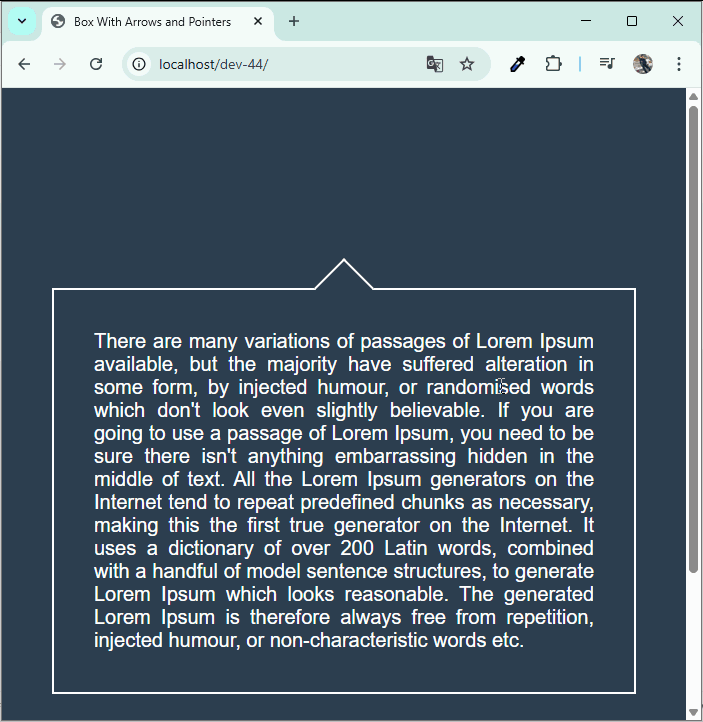 Box With Arrows and Pointers
localhost/dev-44/
There are many variations of passages of Lorem Ipsum
available, but the majority have suffered alteration in
some form, by injected humour, or randomised words
which don't look even slightly believable. If you are
going to use a passage of Lorem Ipsum, you need to be
sure there isn't anything embarrassing hidden in the
middle of text. All the Lorem Ipsum generators on the
Internet tend to repeat predefined chunks as necessary,
making this the first true generator on the Internet. It
uses a dictionary of over 200 Latin words, combined
with a handful of model sentence structures, to generate
Lorem Ipsum which looks reasonable. The generated
Lorem Ipsum is therefore always free from repetition,
injected humour, or non-characteristic words etc.